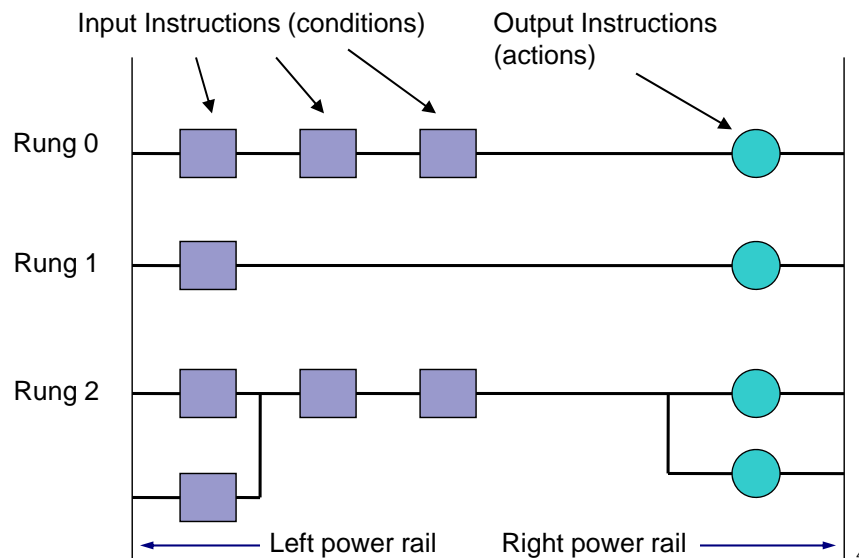 Input Instructions (conditions)
Output Instructions
(actions)
Rung 0
Rung 1
Rung 2
Left power rail
Right power rail